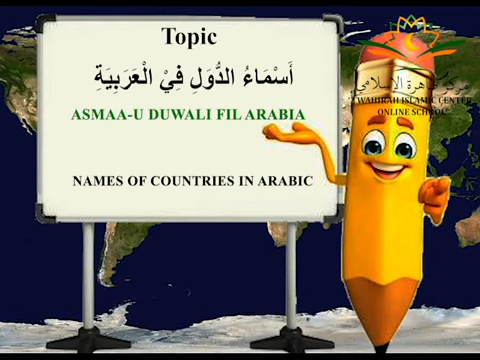 Topic
أَسْمَاءُ الدُّوَلِ فِيْ الْعَرَبِيَّةِ
ASMAA-U DUWALI FIL ARABIA
NAMES OF COUNTRIES IN ARABIC
WAHIRAH ISLAMIC CENTER
ONLINE SCHOOL"